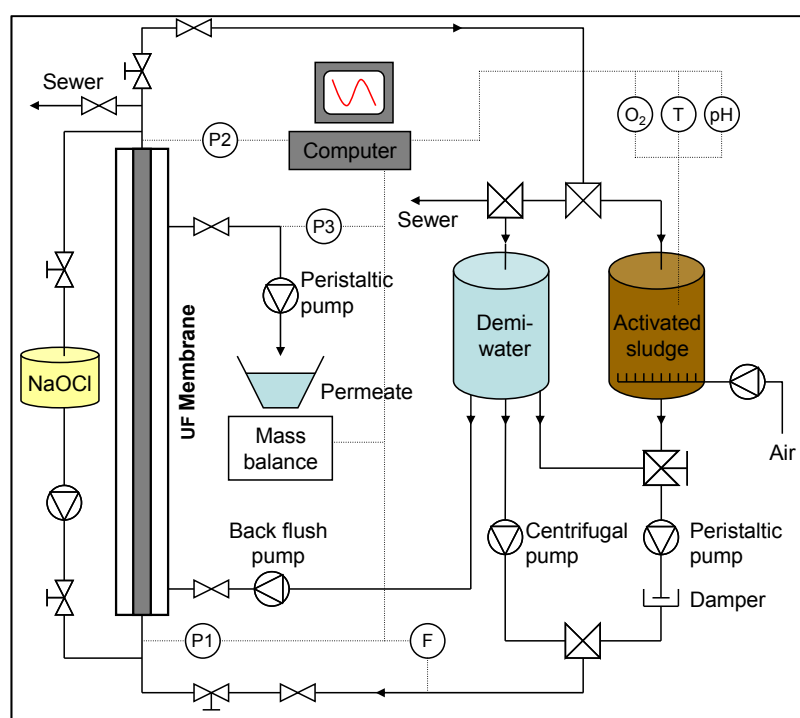 Sewer
P2
Computer
O₂
T
pH
Sewer
P3
Peristaltic
pump
Demi-
water
Activated
sludge
NaOCl
UF Membrane
Permeate
Mass
balance
Air
Back flush
pump
Centrifugal
pump
Peristaltic
pump
Damper
P1
F